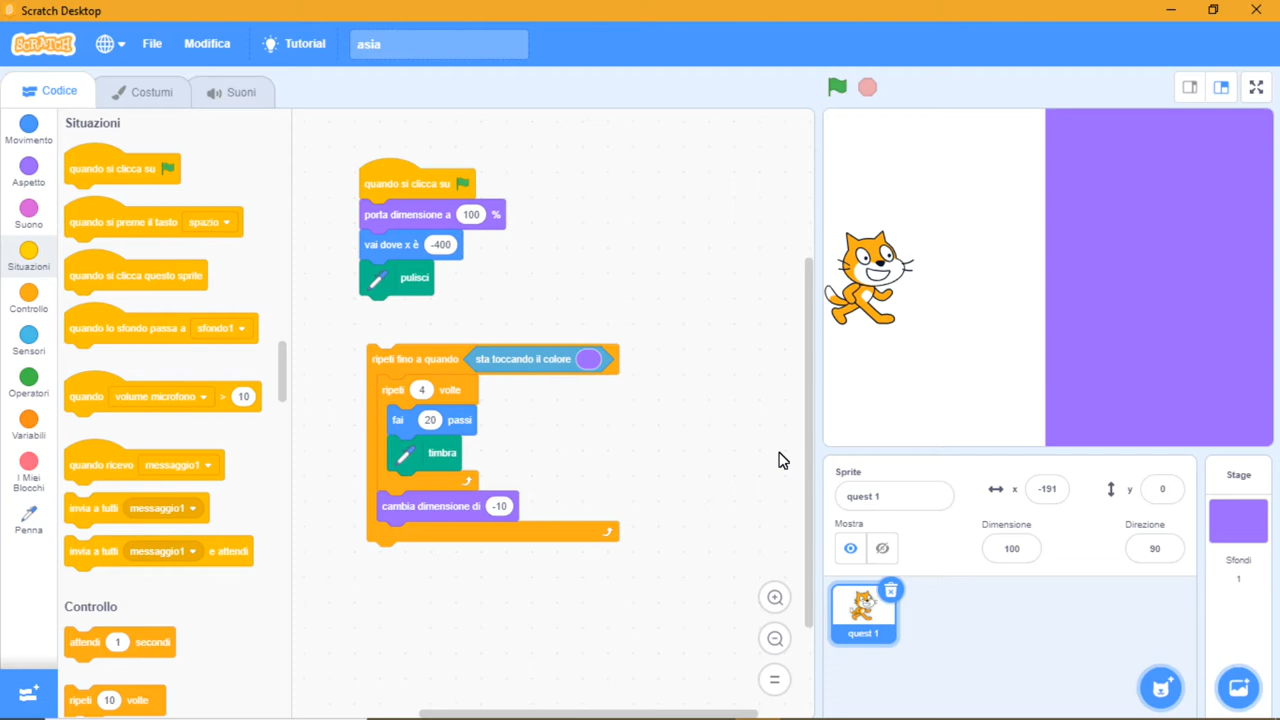 Scratch Desktop
SCRATCH
File
Modifica
Tutorial
asia
Codice
Costumi
Suoni
Movimento
Aspetto
Suono
Situazioni
Controllo
Sensori
Operatori
Variabili
I Miei
Blocchi
Penna
Situazioni
quando si clicca su
quando si preme il tasto spazio
quando si clicca questo sprite
quando lo sfondo passa a sfondo1
quando volume microfono > 10
quando ricevo messaggio1
invia a tutti messaggio1
invia a tutti messaggio1 e attendi
Controllo
attendi 1 secondi
ripeti 10 volte
quando si clicca su
porta dimensione a 100 %
vai dove x è -400
pulisci
ripeti fino a quando sta toccando il colore
ripeti 4 volte
fai 20 passi
timbra
cambia dimensione di -10
Sprite
quest 1
x -191
y 0
Mostra
Dimensione
100
Direzione
90
quest 1
Stage
Sfondi
1